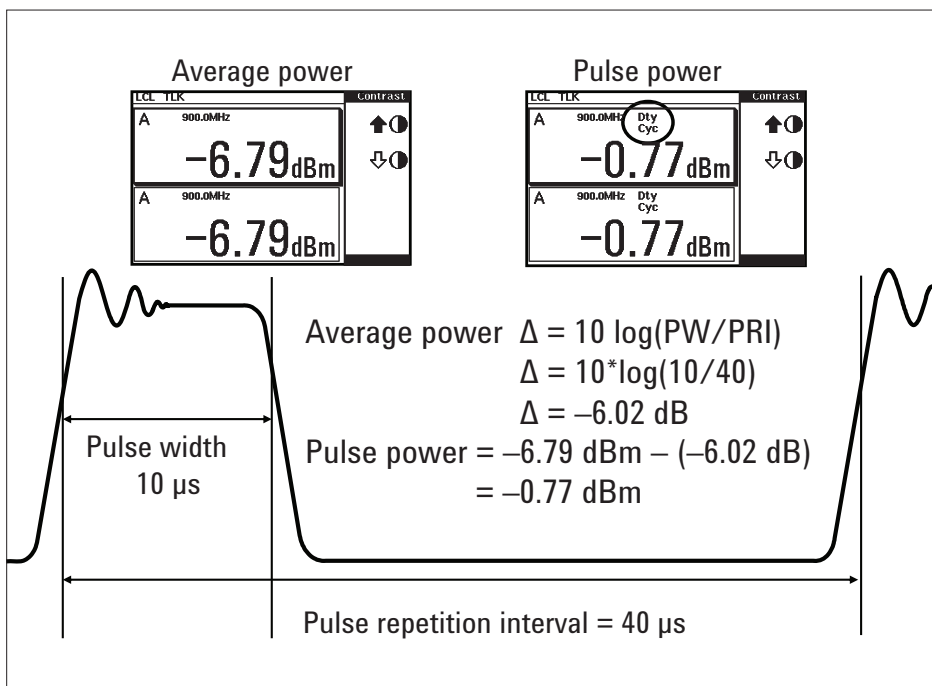 Average power
LCL TLK
Contrast
A 900.0MHz
−6.79dBm
A 900.0MHz
−6.79dBm
Pulse power
LCL TLK
Contrast
A 900.0MHz Dty
Cyc
−0.77dBm
A 900.0MHz Dty
Cyc
−0.77dBm
Average power Δ = 10 log(PW/PRI)
Δ = 10*log(10/40)
Δ = –6.02 dB
Pulse power = –6.79 dBm – (–6.02 dB)
= –0.77 dBm
Pulse width
10 µs
Pulse repetition interval = 40 µs